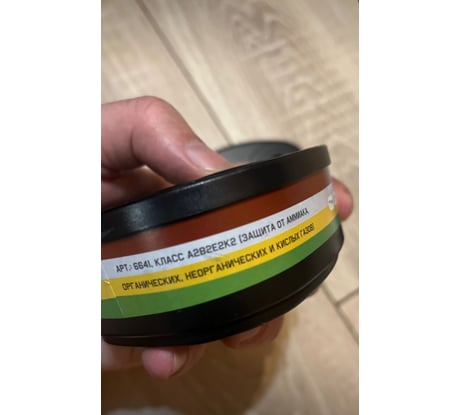 АРТ.: 6641, КЛАСС A2B2E2K2 (ЗАЩИТА ОТ АММИАКА,
ОРГАНИЧЕСКИХ, НЕОРГАНИЧЕСКИХ И КИСЛЫХ ГАЗОВ)